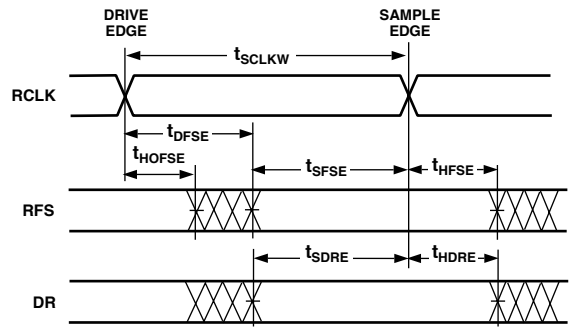 DRIVE
EDGE
SAMPLE
EDGE
tSCLKW
RCLK
tDFSE
tHOFSE
tSFSE
tHFSE
RFS
tSDRE
tHDRE
DR